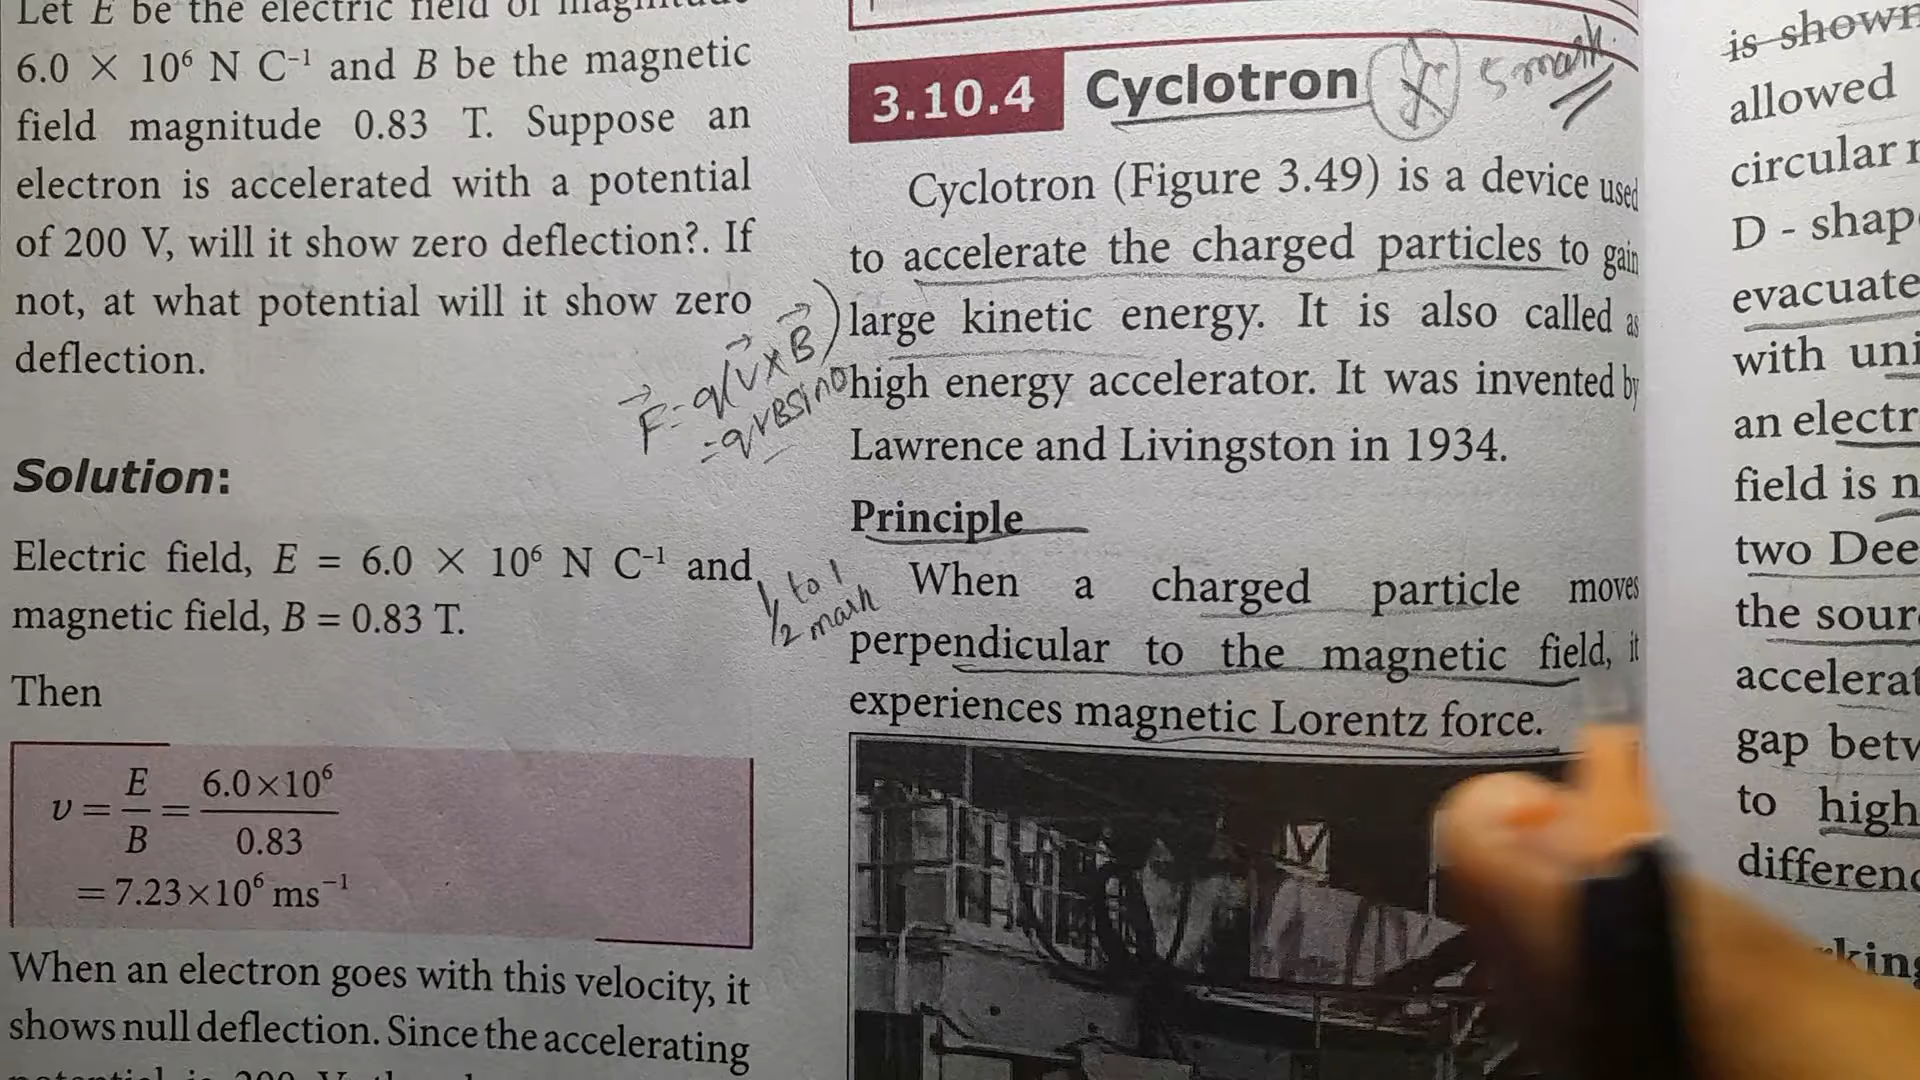 Let E be the electric field of magnitude
6.0 × 10⁶ N C⁻¹ and B be the magnetic
field magnitude 0.83 T. Suppose an
electron is accelerated with a potential
of 200 V, will it show zero deflection?. If
not, at what potential will it show zero
deflection.
Solution:
Electric field, E = 6.0 × 10⁶ N C⁻¹ and
magnetic field, B = 0.83 T.
Then
v = E/B = 6.0×10⁶/0.83
= 7.23×10⁶ ms⁻¹
When an electron goes with this velocity, it
shows null deflection. Since the accelerating
F = q(v × B)
= qvBsinθ
½ to 1
mark
3.10.4 Cyclotron
5 mark
Cyclotron (Figure 3.49) is a device used
to accelerate the charged particles to gain
large kinetic energy. It is also called as
high energy accelerator. It was invented by
Lawrence and Livingston in 1934.
Principle
When a charged particle moves
perpendicular to the magnetic field, it
experiences magnetic Lorentz force.
is shown
allowed
circular
D - shap
evacuate
with uni
an electr
field is n
two Dee
the sour
accelerat
gap betw
to high
differenc
king